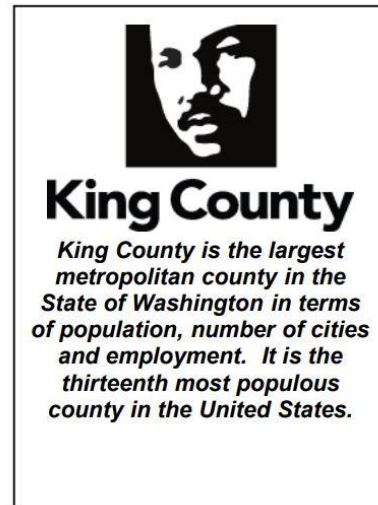 King County
King County is the largest
metropolitan county in the
State of Washington in terms
of population, number of cities
and employment.  It is the
thirteenth most populous
county in the United States.